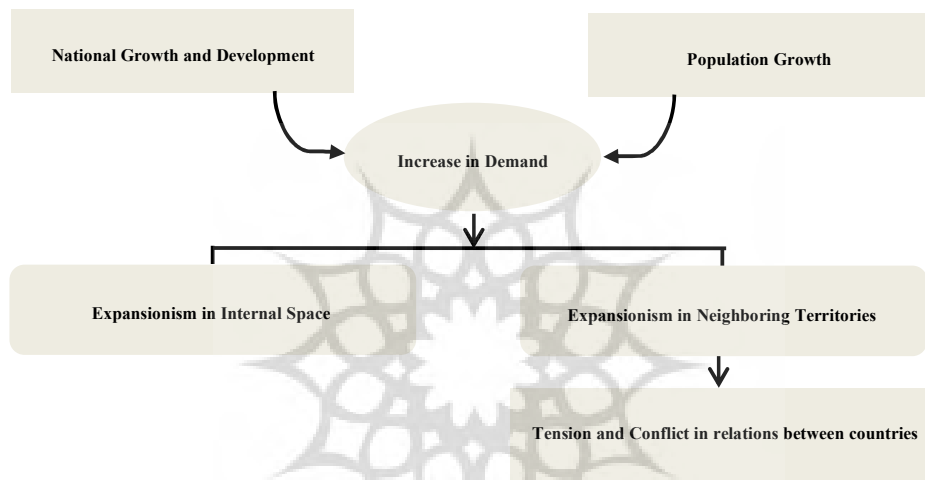 National Growth and Development
Population Growth
Increase in Demand
Expansionism in Internal Space
Expansionism in Neighboring Territories
Tension and Conflict in relations between countries